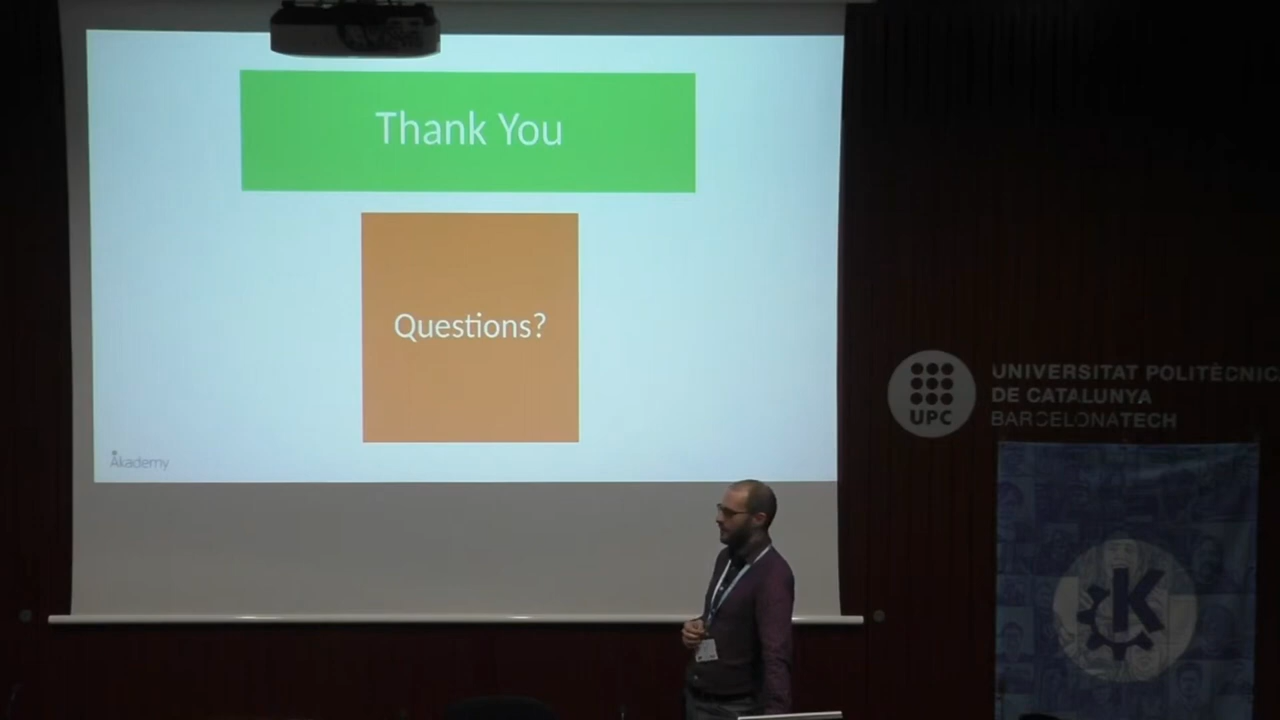 Thank You
Questions?
Akademy
UPC
UNIVERSITAT POLITÈCNIC
DE CATALUNYA
BARCELONATECH
K